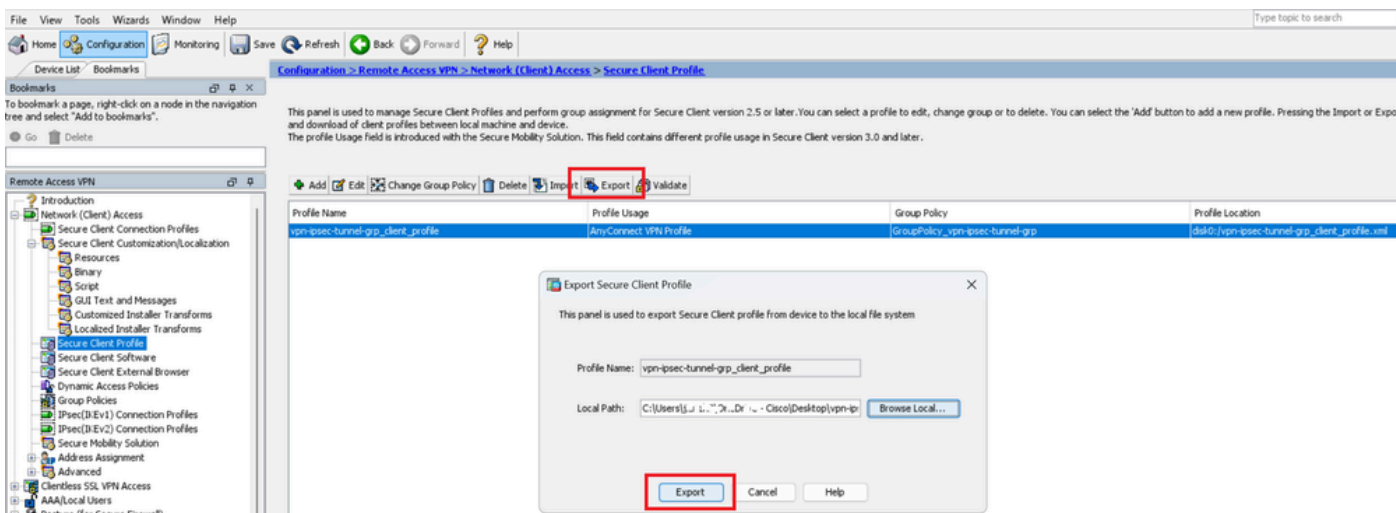 File View Tools Wizards Window Help
Type topic to search
Home Configuration Monitoring Save Refresh Back Forward Help
Device List Bookmarks
Configuration > Remote Access VPN > Network (Client) Access > Secure Client Profile
Bookmarks
To bookmark a page, right-click on a node in the navigation
tree and select "Add to bookmarks".
Go Delete
This panel is used to manage Secure Client Profiles and perform group assignment for Secure Client version 2.5 or later.You can select a profile to edit, change group or to delete. You can select the 'Add' button to add a new profile. Pressing the Import or Expo
and download of client profiles between local machine and device.
The profile Usage field is introduced with the Secure Mobility Solution. This field contains different profile usage in Secure Client version 3.0 and later.
Remote Access VPN
Add Edit Change Group Policy Delete Import Export Validate
Introduction
Network (Client) Access
Secure Client Connection Profiles
Secure Client Customization/Localization
Resources
Binary
Script
GUI Text and Messages
Customized Installer Transforms
Localized Installer Transforms
Secure Client Profile
Secure Client Software
Secure Client External Browser
Dynamic Access Policies
Group Policies
IPsec(IKEv1) Connection Profiles
IPsec(IKEv2) Connection Profiles
Secure Mobility Solution
Address Assignment
Advanced
Clientless SSL VPN Access
AAA/Local Users
Profile Name Profile Usage Group Policy Profile Location
vpn-ipsec-tunnel-grp_client_profile AnyConnect VPN Profile GroupPolicy_vpn-ipsec-tunnel-grp disk0:/vpn-ipsec-tunnel-grp_client_profile.xml
Export Secure Client Profile
This panel is used to export Secure Client profile from device to the local file system
Profile Name: vpn-ipsec-tunnel-grp_client_profile
Local Path: C:\Users\ - Cisco\Desktop\vpn-ip Browse Local...
Export Cancel Help